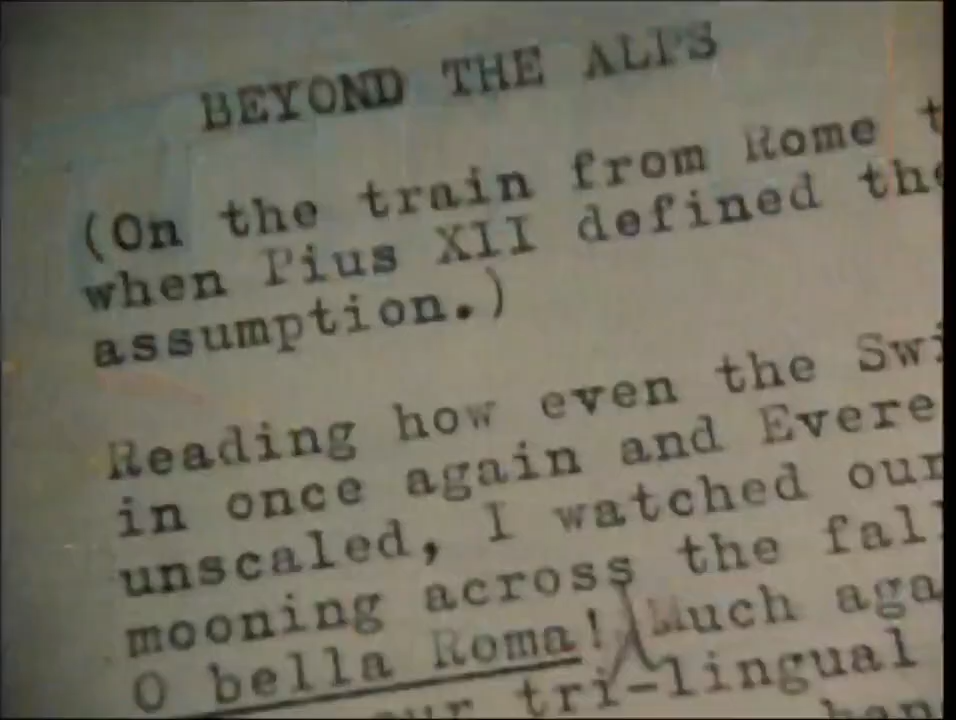 BEYOND THE ALPS
(On the train from Rome t
when Pius XII defined the
assumption.)
Reading how even the Swi
in once again and Evere
unscaled, I watched our
mooning across the fall
O bella Roma! Much aga
our tri-lingual